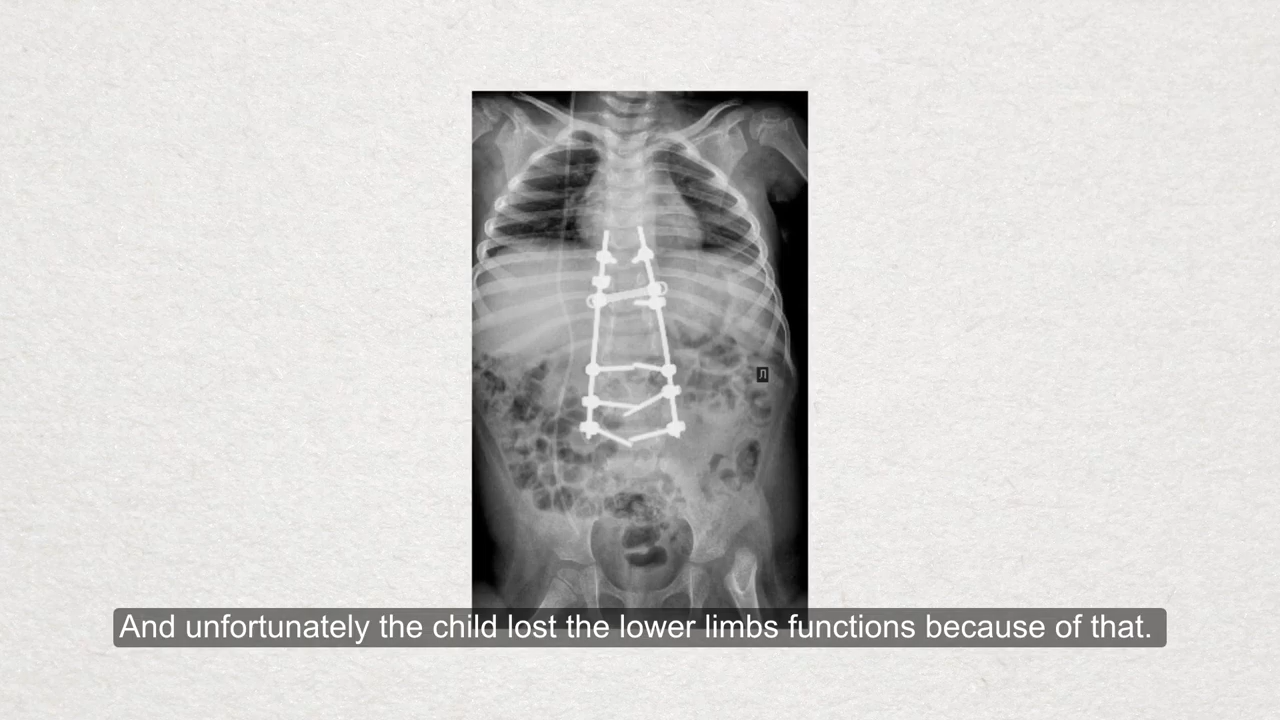 Л
And unfortunately the child lost the lower limbs functions because of that.